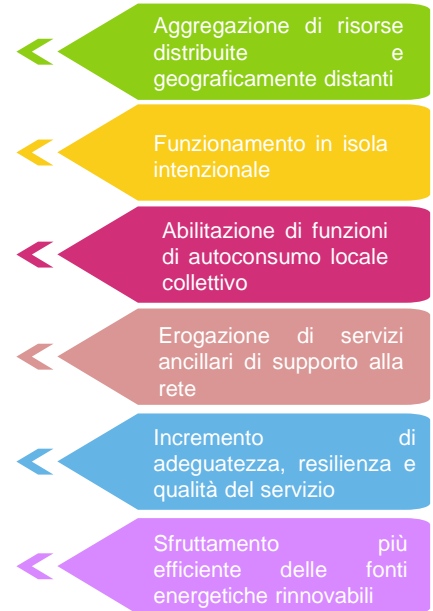 Aggregazione di risorse
distribuite e
geograficamente distanti
Funzionamento in isola
intenzionale
Abilitazione di funzioni
di autoconsumo locale
collettivo
Erogazione di servizi
ancillari di supporto alla
rete
Incremento di
adeguatezza, resilienza e
qualità del servizio
Sfruttamento più
efficiente delle fonti
energetiche rinnovabili